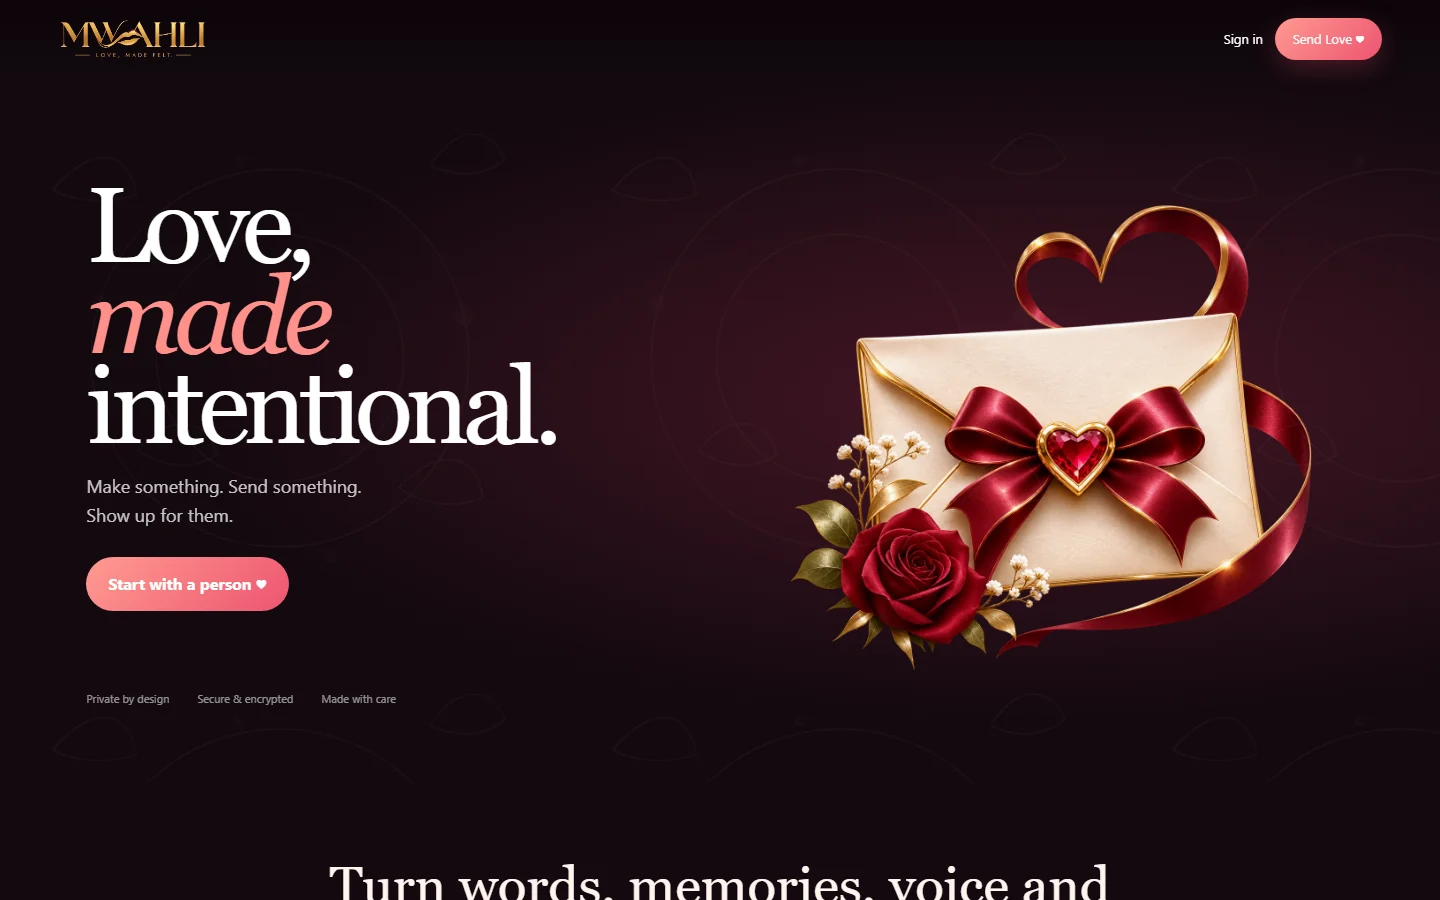 MWAHLI
LOVE, MADE FELT.
Sign in
Send Love ♥
Love,
made
intentional.
Make something. Send something.
Show up for them.
Start with a person ♥
Private by design
Secure & encrypted
Made with care
Turn words, memories, voice and